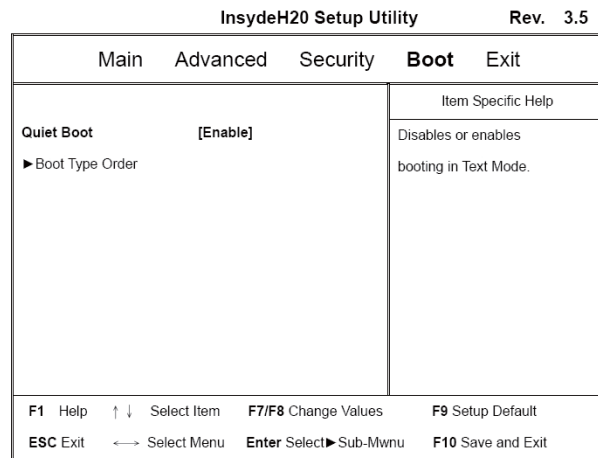 InsydeH20 Setup Utility Rev. 3.5
Main Advanced Security Boot Exit
Item Specific Help
Quiet Boot [Enable]
►Boot Type Order
Disables or enables
booting in Text Mode.
F1 Help ↑ ↓ Select Item F7/F8 Change Values F9 Setup Default
ESC Exit ←→ Select Menu Enter Select►Sub-Mwnu F10 Save and Exit